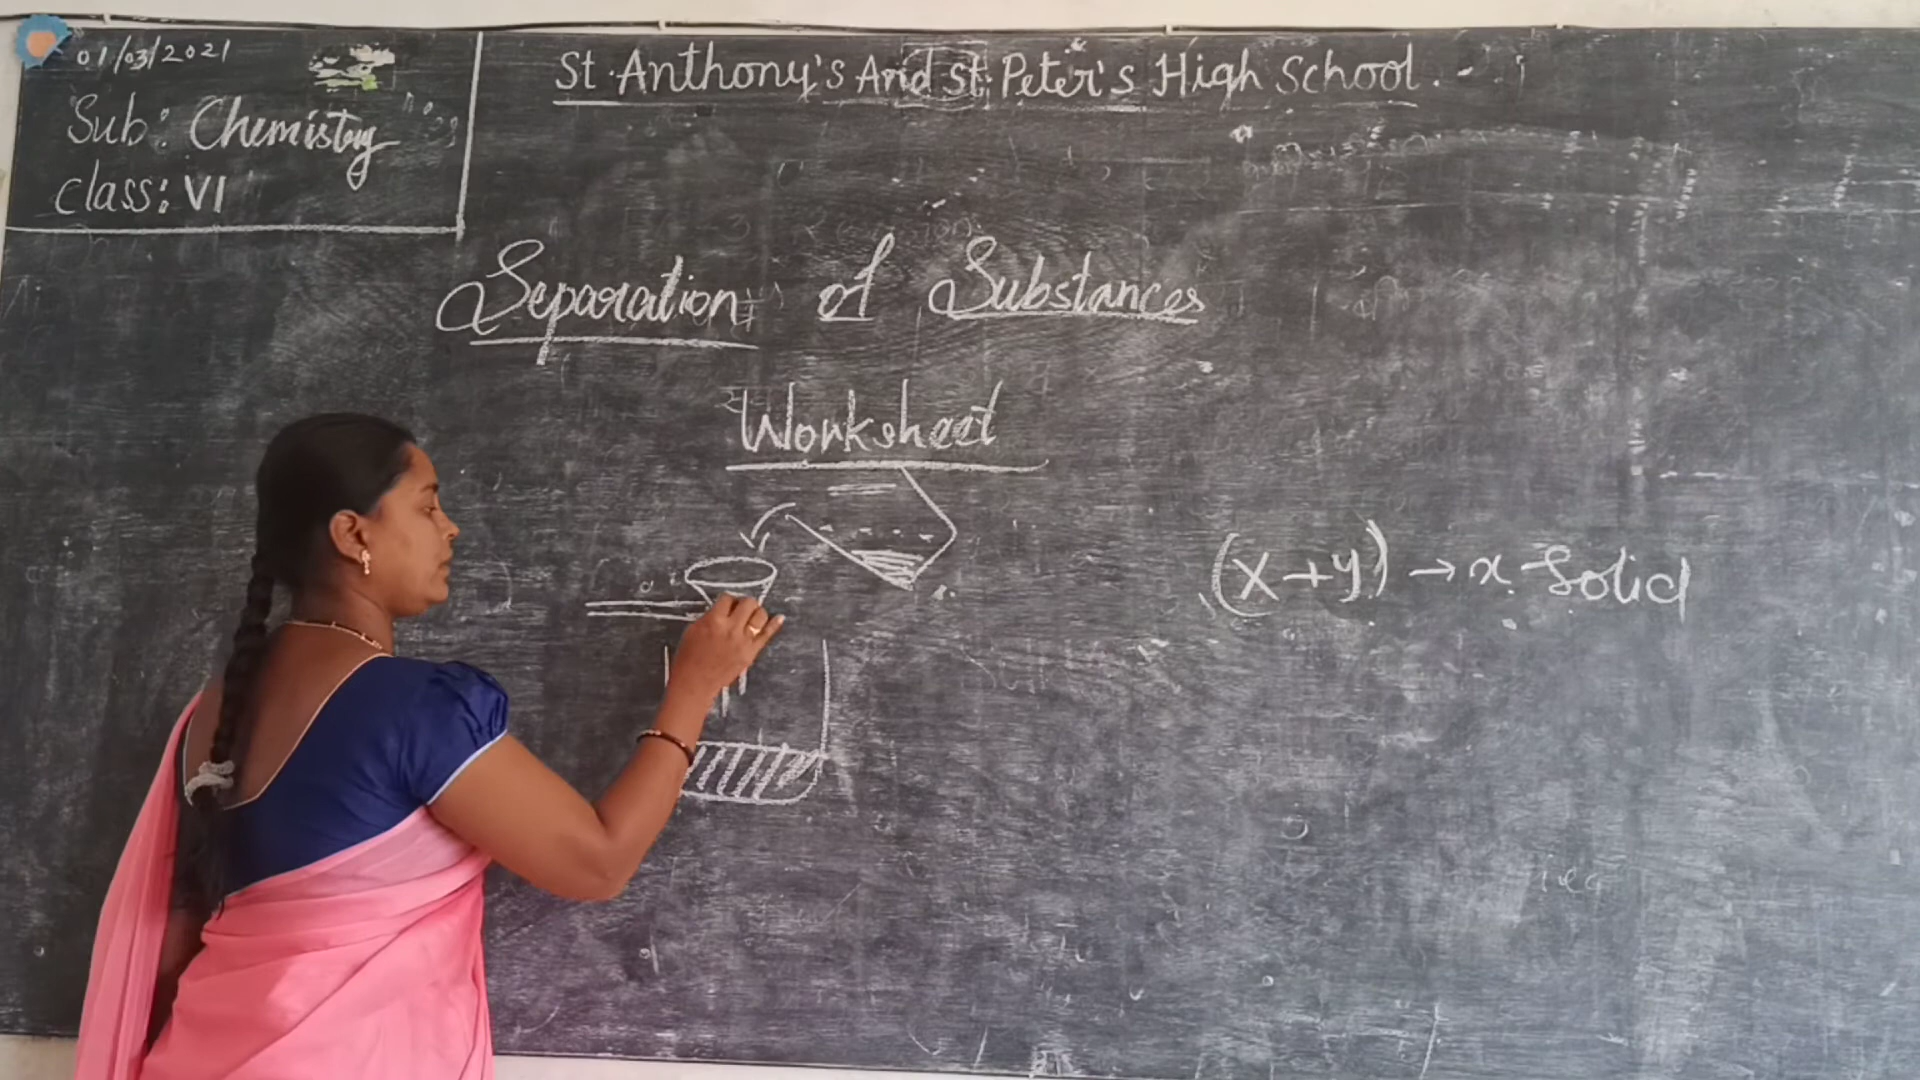 01/03/2021
Sub: Chemistry
Class: VI
St. Anthony's And St. Peter's High School.
Separation of Substances
Worksheet
(X+y) → x - Solid